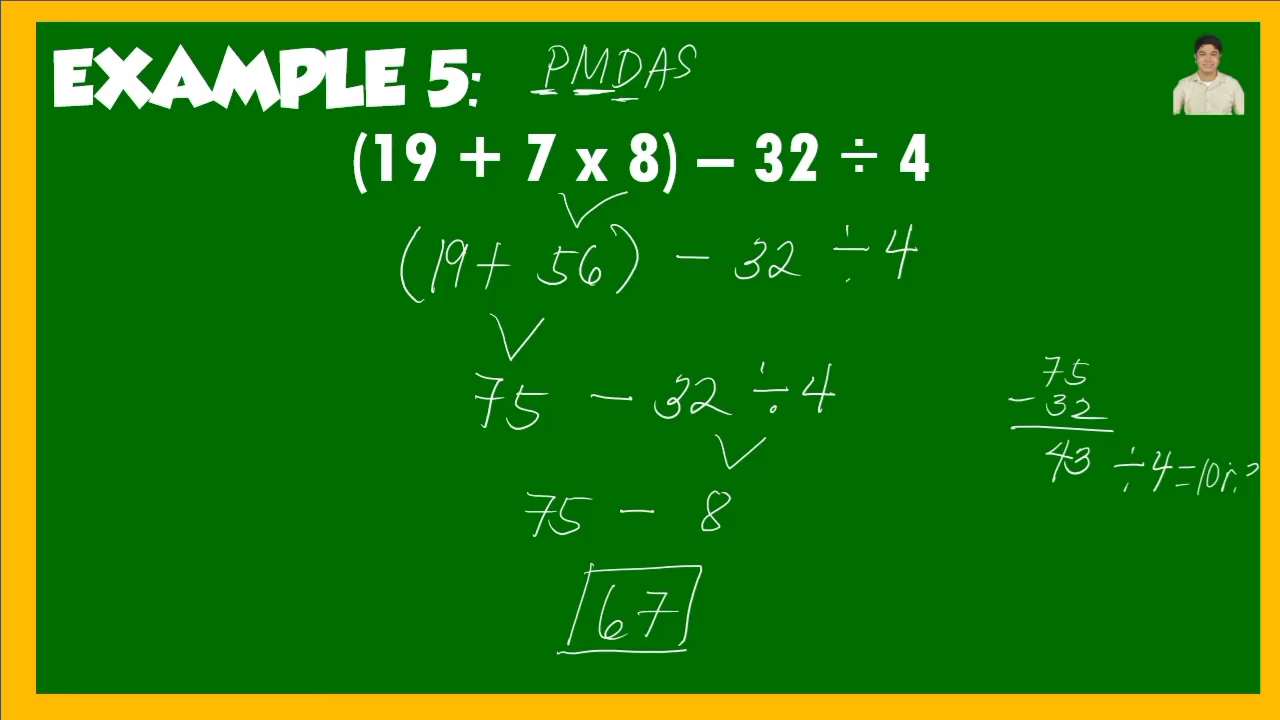 EXAMPLE 5: PMDAS
(19 + 7 x 8) – 32 ÷ 4
(19 + 56) - 32 ÷ 4
75 - 32 ÷ 4
75 - 8
67
75
- 32
43 ÷ 4 = 10 r.